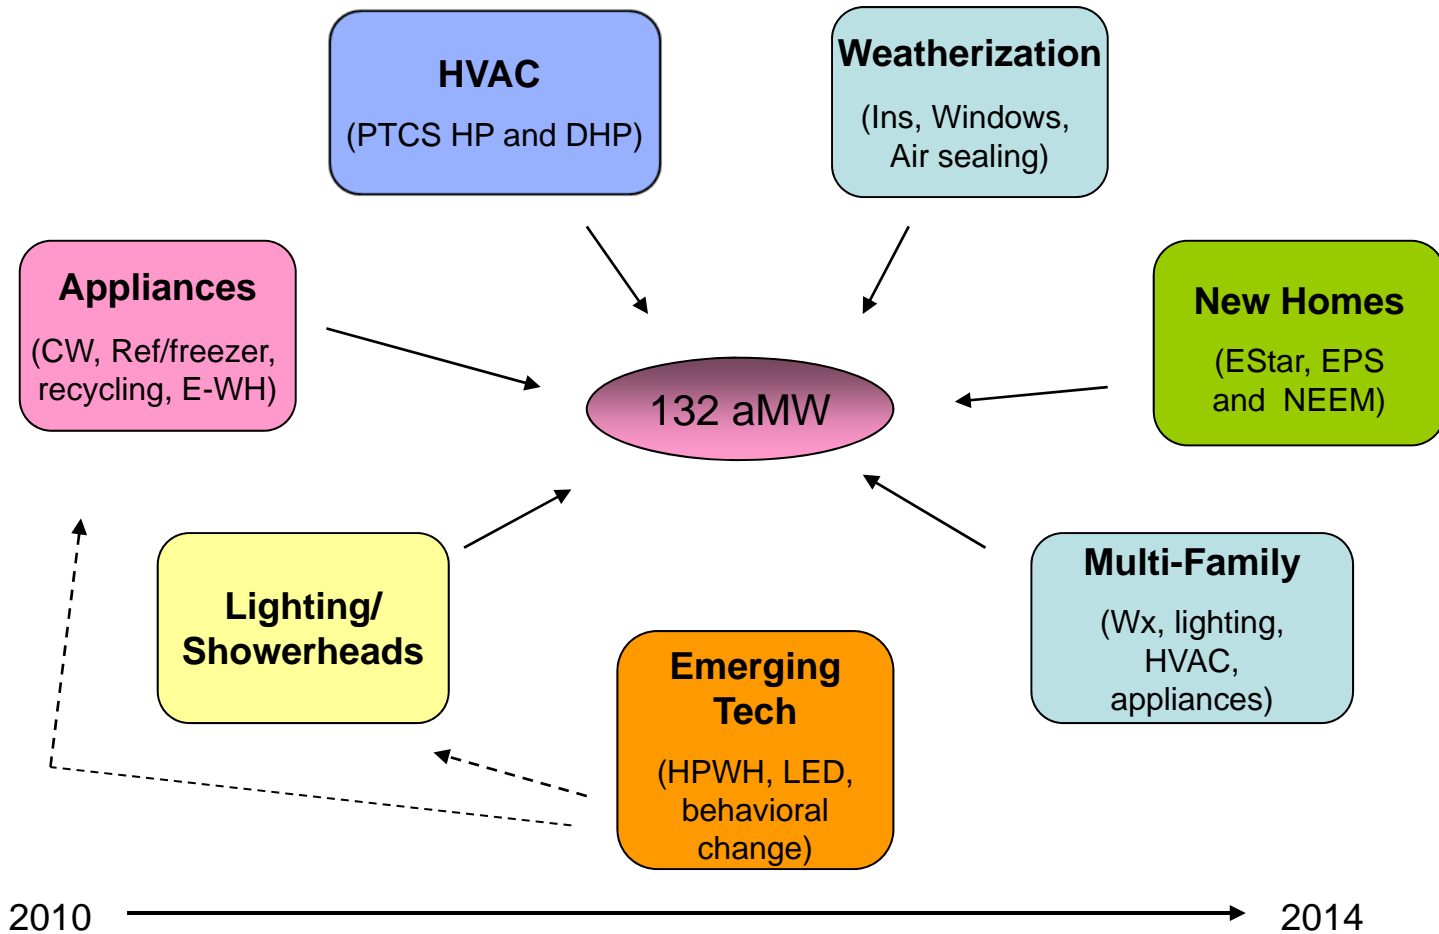 HVAC
(PTCS HP and DHP)
Weatherization
(Ins, Windows,
Air sealing)
Appliances
(CW, Ref/freezer,
recycling, E-WH)
New Homes
(EStar, EPS
and NEEM)
132 aMW
Lighting/
Showerheads
Multi-Family
(Wx, lighting,
HVAC,
appliances)
Emerging
Tech
(HPWH, LED,
behavioral
change)
2010
2014